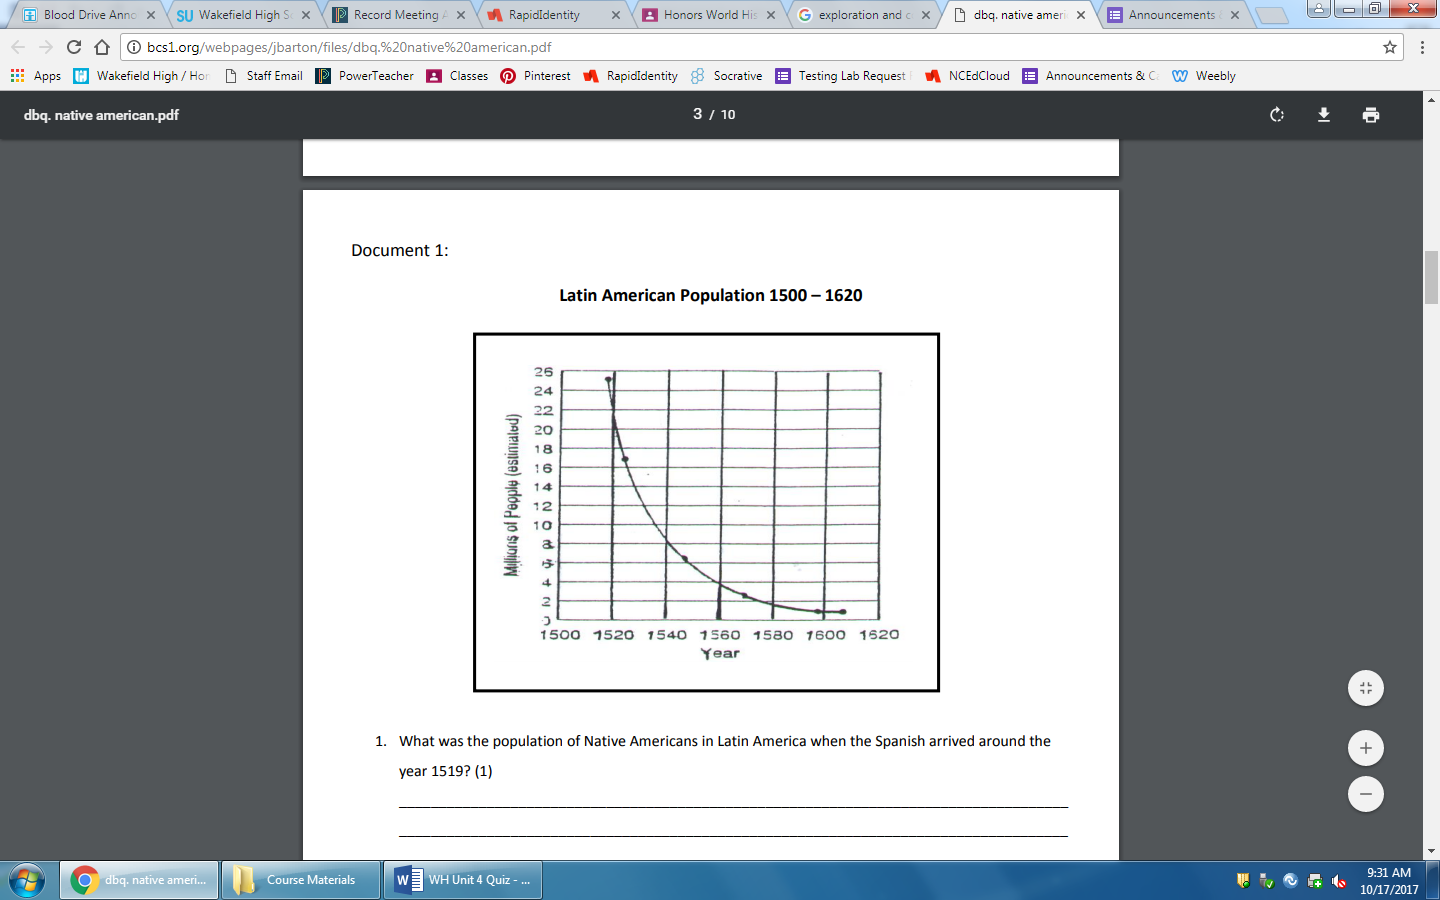 Blood Drive Anno
Wakefield High Sc
Record Meeting A
RapidIdentity
Honors World His
exploration and c
dbq. native ameri
Announcements &
bcs1.org/webpages/jbarton/files/dbq.%20native%20american.pdf
Apps
Wakefield High / Hon
Staff Email
PowerTeacher
Classes
Pinterest
RapidIdentity
Socrative
Testing Lab Request F
NCEdCloud
Announcements & Ca
Weebly
dbq. native american.pdf
3 / 10
Document 1:
Latin American Population 1500 – 1620
Millions of People (estimated)
26
24
22
20
18
16
14
12
10
8
4
2
1500 1520 1540 1560 1580 1600 1620
Year
1. What was the population of Native Americans in Latin America when the Spanish arrived around the
year 1519? (1)
dbq. native ameri...
Course Materials
WH Unit 4 Quiz - ...
9:31 AM
10/17/2017